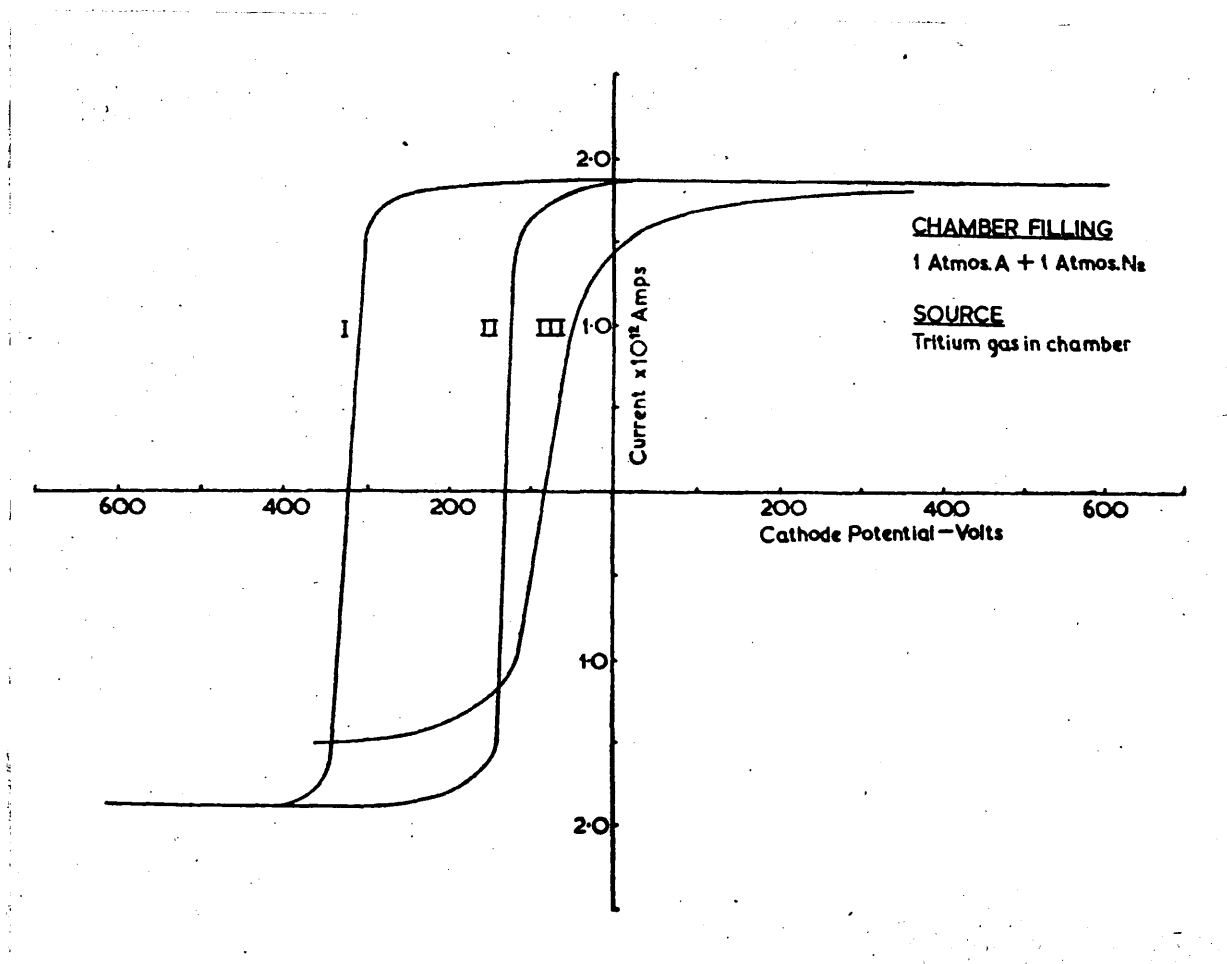 2·0
CHAMBER FILLING
1 Atmos. A + 1 Atmos. N₂
SOURCE
Tritium gas in chamber
I
II
III
1·0
Current x10¹² Amps
600
400
200
200
400
600
Cathode Potential—Volts
1·0
2·0